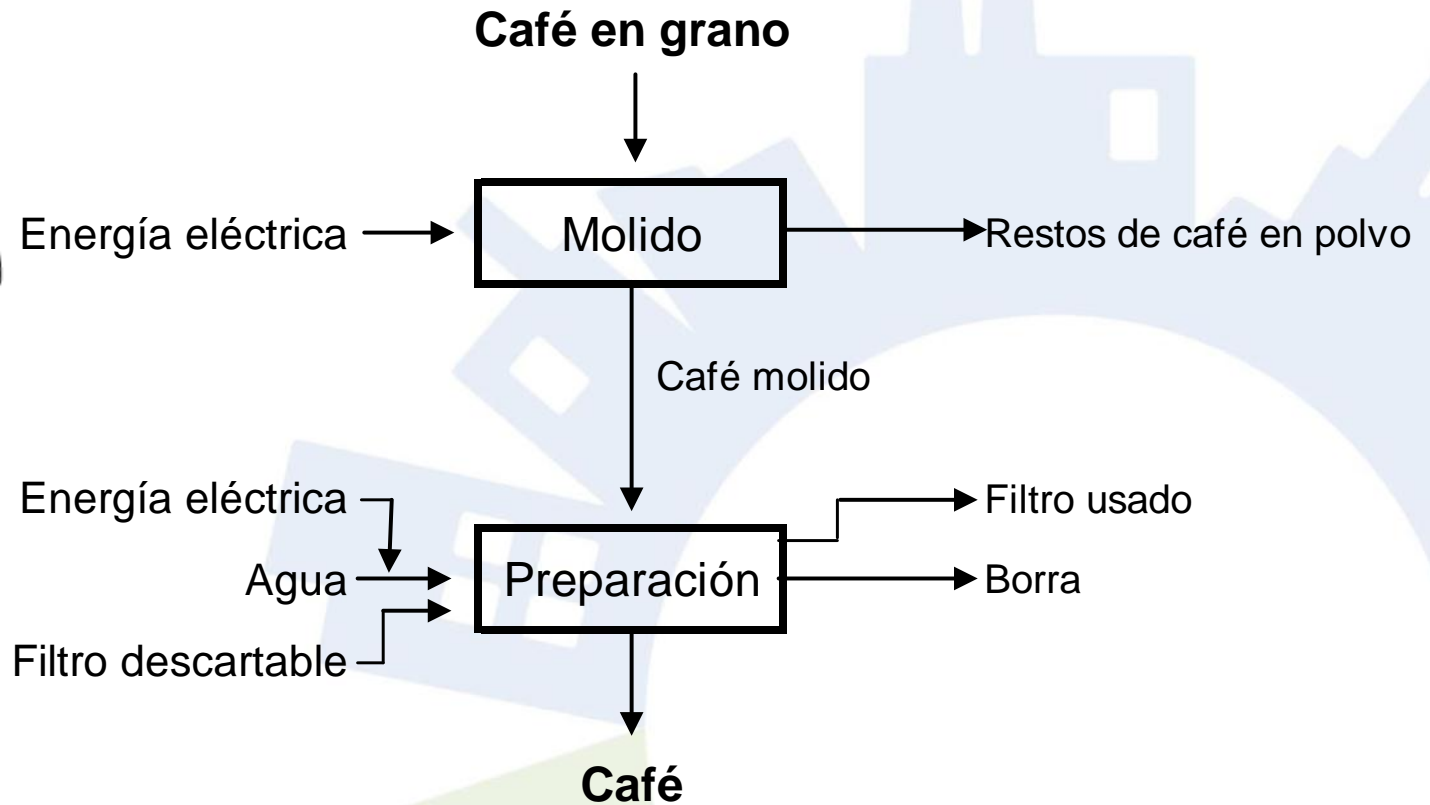 Café en grano
Energía eléctrica
Molido
Restos de café en polvo
Café molido
Energía eléctrica
Filtro usado
Agua
Preparación
Borra
Filtro descartable
Café